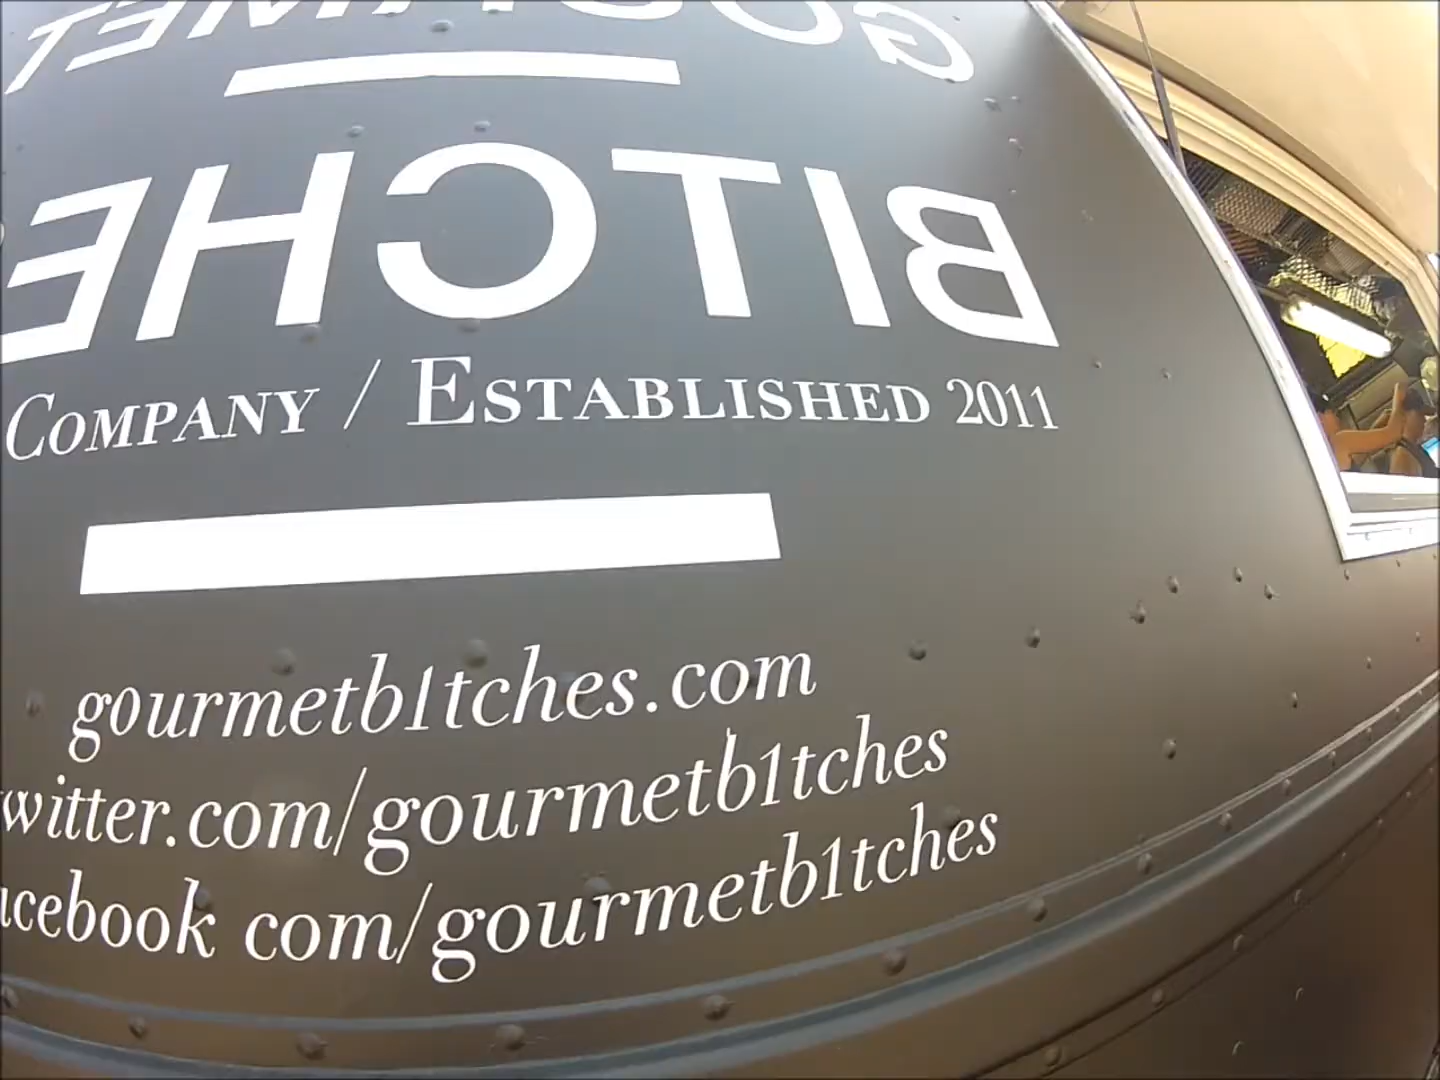 GOURMET
BITCHE
COMPANY / ESTABLISHED 2011
gourmetb1tches.com
witter.com/gourmetb1tches
acebook com/gourmetb1tches